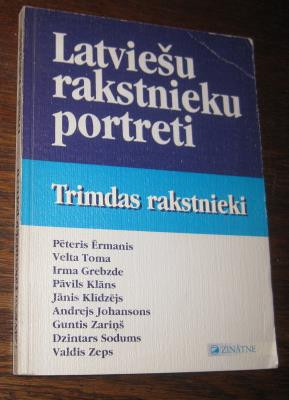 Latviešu
rakstnieku
portreti
Trimdas rakstnieki
Pēteris Ērmanis
Velta Toma
Irma Grebzde
Pāvils Klāns
Jānis Klīdzējs
Andrejs Johansons
Guntis Zariņš
Dzintars Sodums
Valdis Zeps
ZINĀTNE